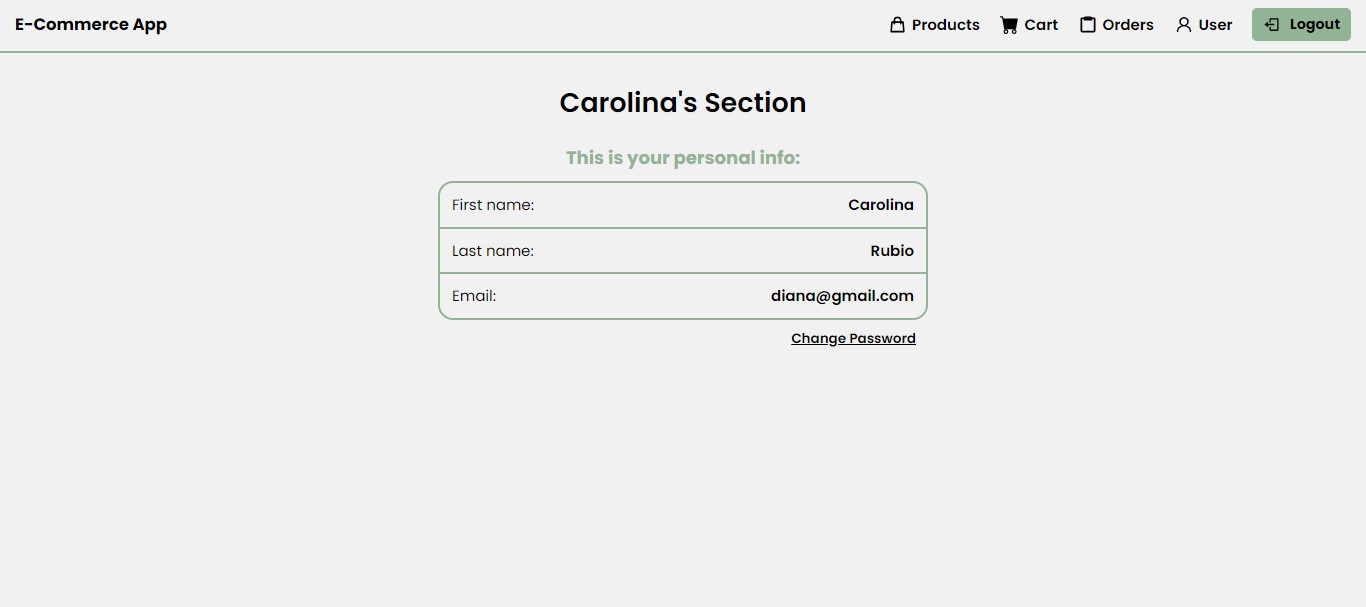 E-Commerce App Products Cart Orders User Logout
Carolina's Section
This is your personal info:
First name: Carolina
Last name: Rubio
Email: diana@gmail.com
Change Password